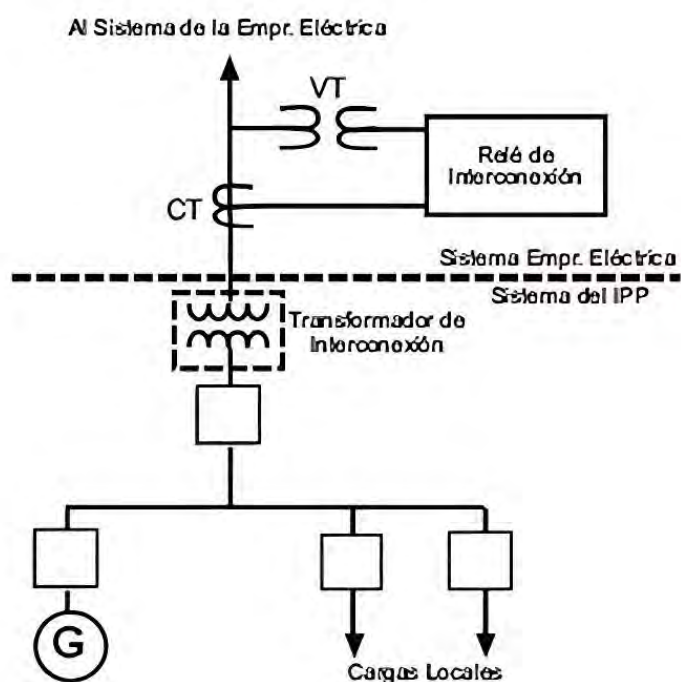 Al Sistema de la Empr. Eléctrica
VT
Relé de
Interconexión
CT
Sistema Empr. Eléctrica
Sistema del IPP
Transformador de
Interconexión
G
Cargas Locales